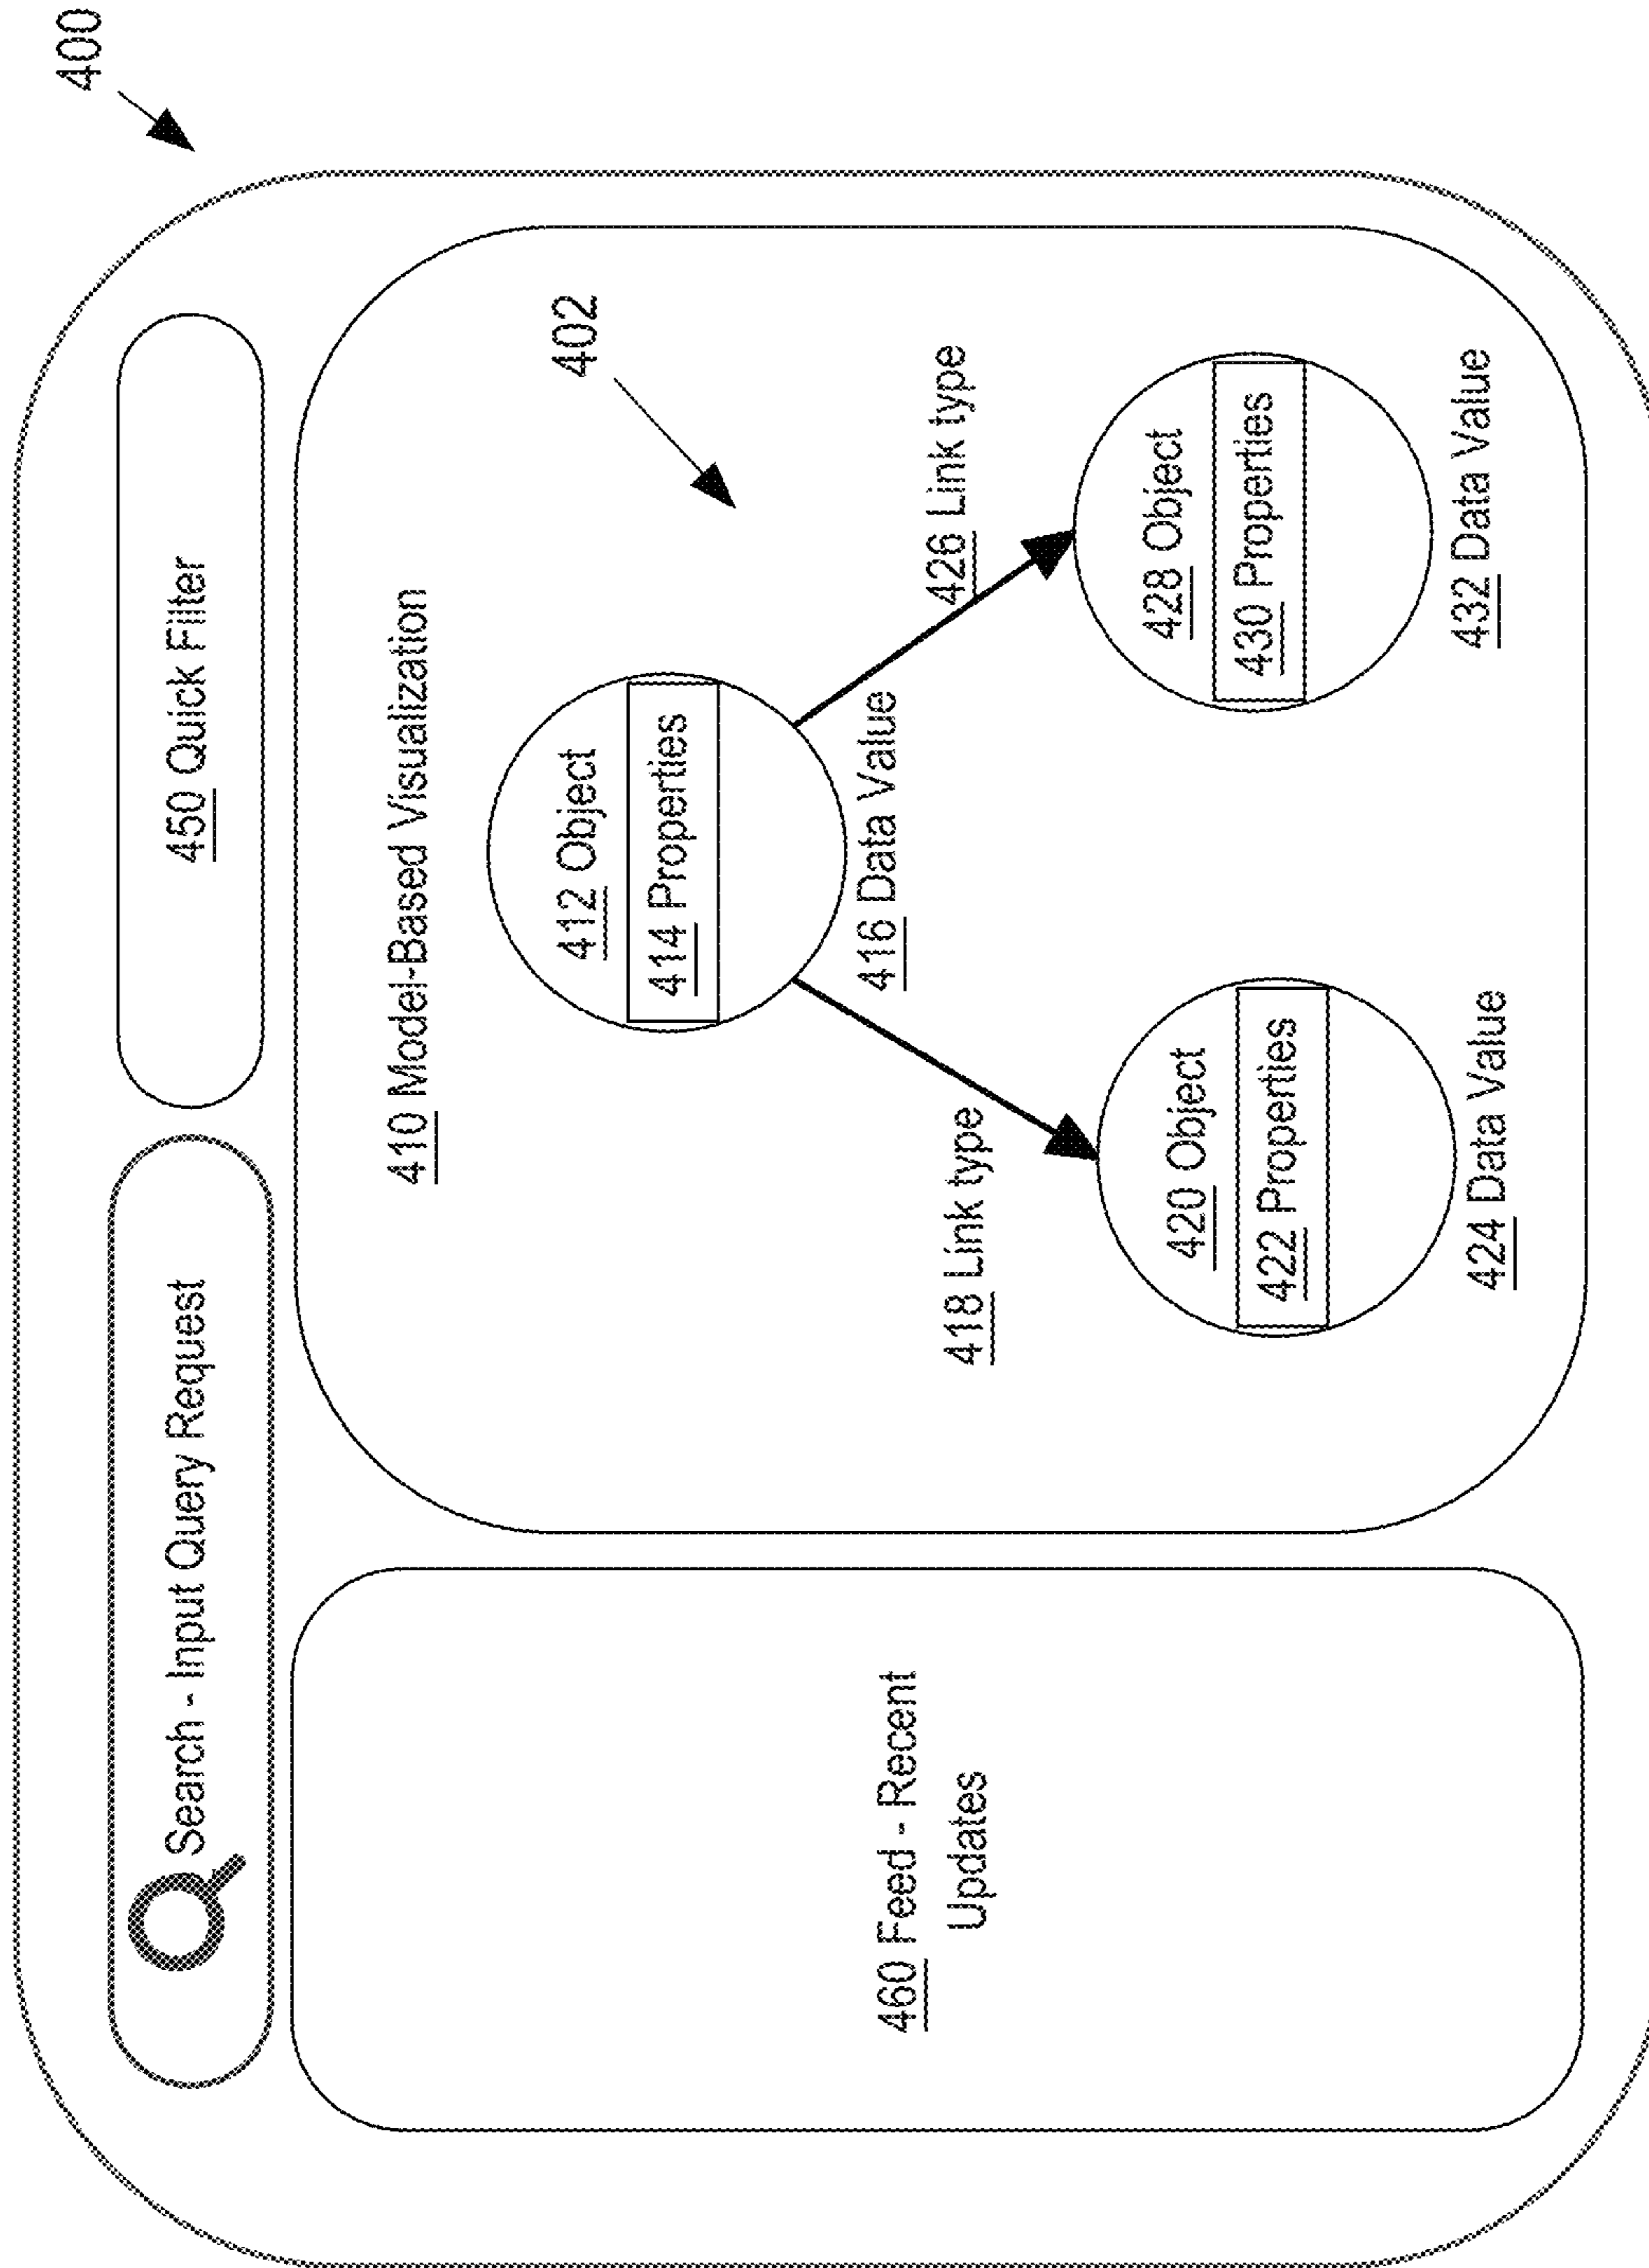 400
Search - Input Query Request
450 Quick Filter
410 Model-Based Visualization
402
412 Object
414 Properties
416 Data Value
418 Link type
426 Link type
420 Object
422 Properties
424 Data Value
428 Object
430 Properties
432 Data Value
460 Feed - Recent
Updates